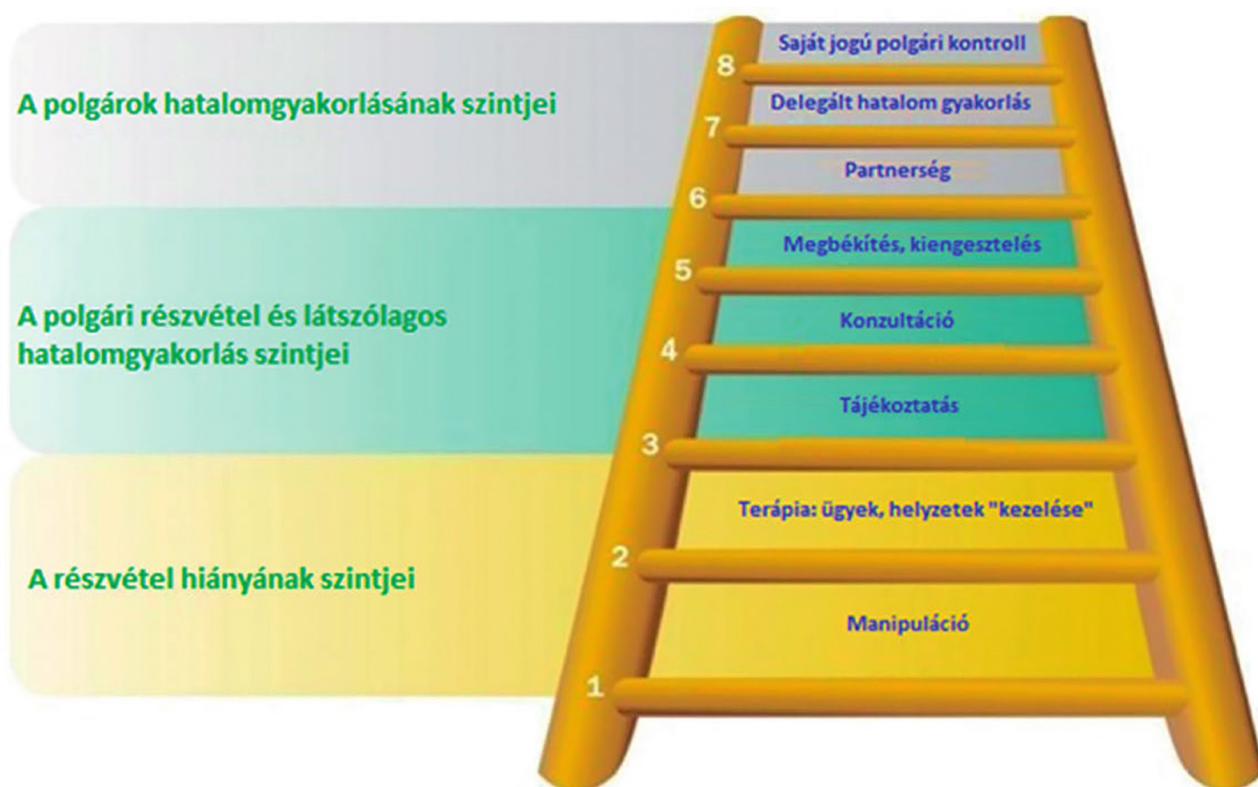 Saját jogú polgári kontroll
8
A polgárok hatalomgyakorlásának szintjei
Delegált hatalom gyakorlás
7
Partnerség
6
Megbékítés, kiengesztelés
5
A polgári részvétel és látszólagos
hatalomgyakorlás szintjei
Konzultáció
4
Tájékoztatás
3
Terápia: ügyek, helyzetek "kezelése"
2
A részvétel hiányának szintjei
Manipuláció
1